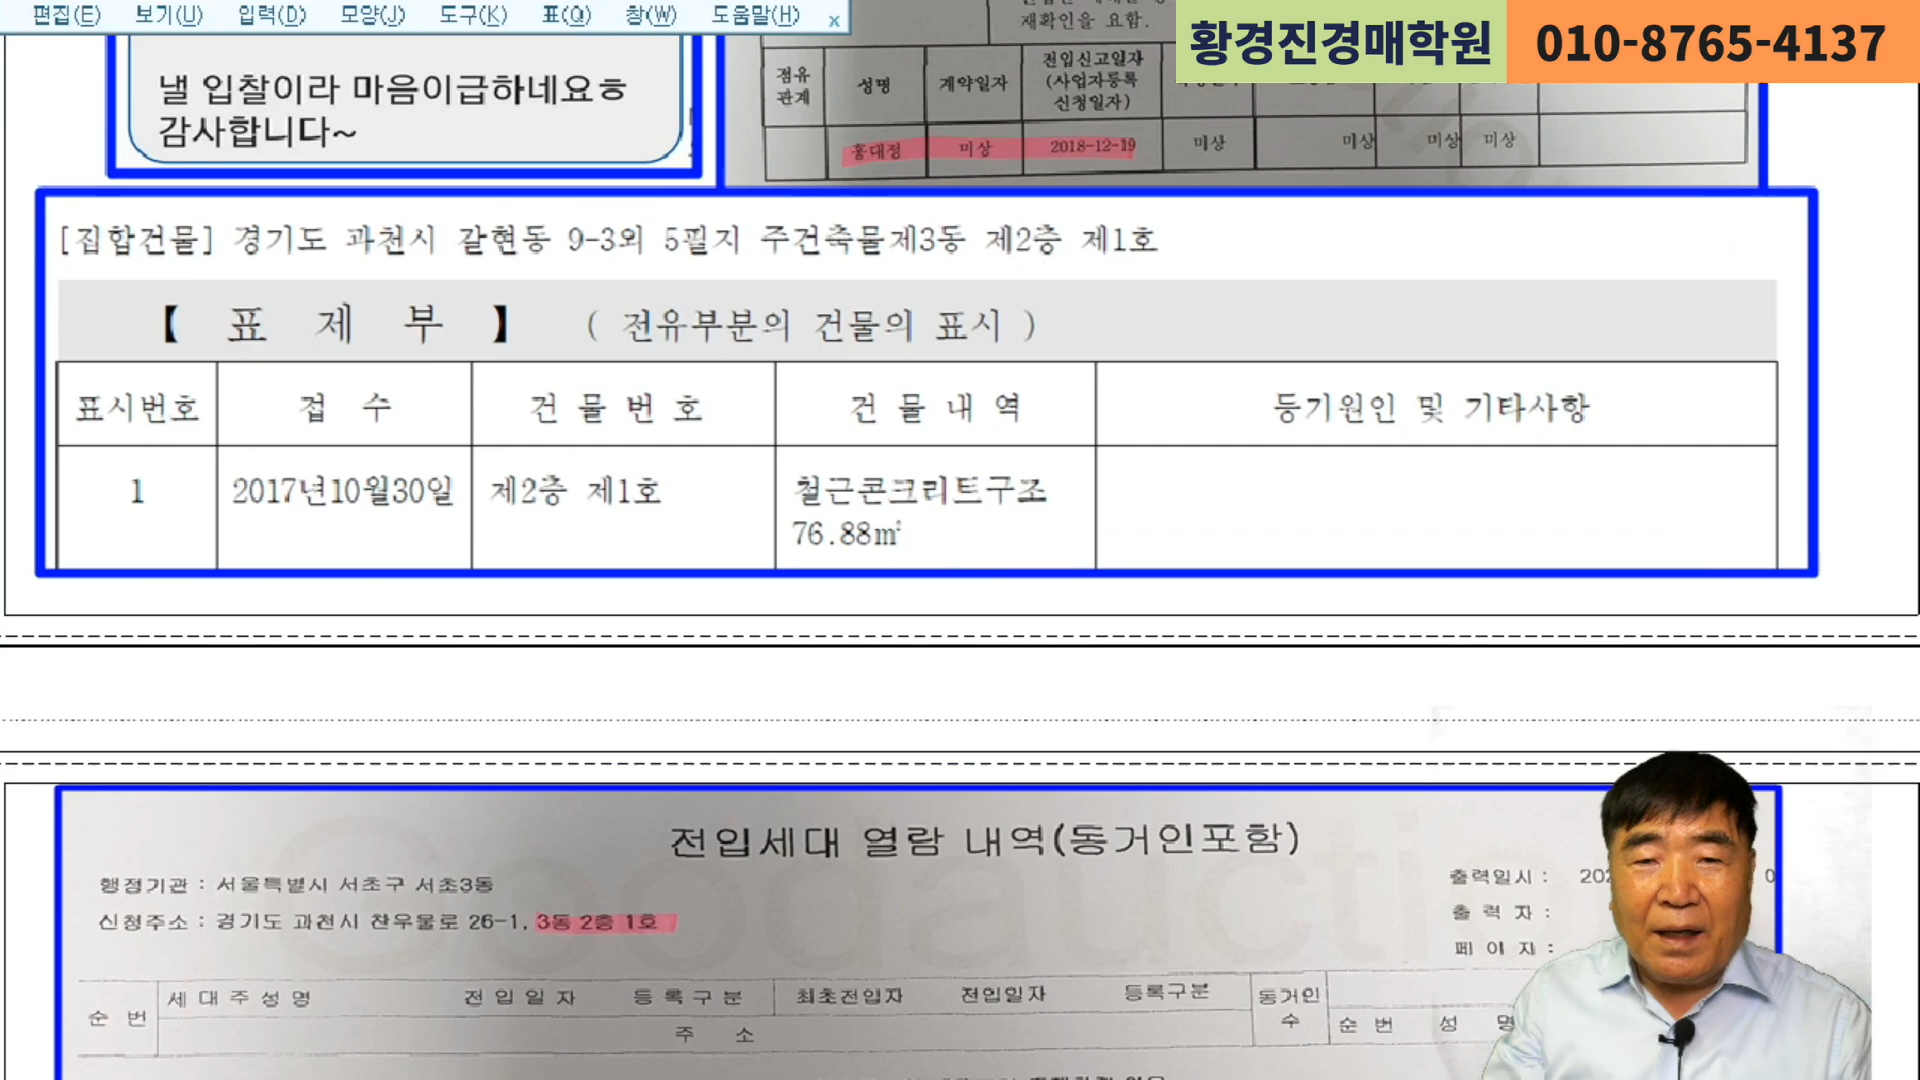 편집(E) 보기(U) 입력(D) 모양(J) 도구(K) 표(Q) 창(W) 도움말(H) x
황경진경매학원 010-8765-4137
낼 입찰이라 마음이급하네요ㅎ
감사합니다~
재확인을 요함.
점유
관계
성명
계약일자
전입신고일자
(사업자등록
신청일자)
홍대정 미상 2018-12-19 미상 미상 미상 미상
[집합건물] 경기도 과천시 갈현동 9-3외 5필지 주건축물제3동 제2층 제1호
【 표 제 부 】 ( 전유부분의 건물의 표시 )
표시번호 접 수 건 물 번 호 건 물 내 역 등기원인 및 기타사항
1 2017년10월30일 제2층 제1호 철근콘크리트구조
76.88㎡
전입세대 열람 내역(동거인포함)
행정기관 : 서울특별시 서초구 서초3동
출력일시 :
신청주소 : 경기도 과천시 찬우물로 26-1, 3동 2층 1호
출 력 자 :
페 이 지 :
순 번
세 대 주 성 명 전 입 일 자 등 록 구 분 최초전입자 전입일자 등록구분
동거인
수
주 소
순 번 성 명